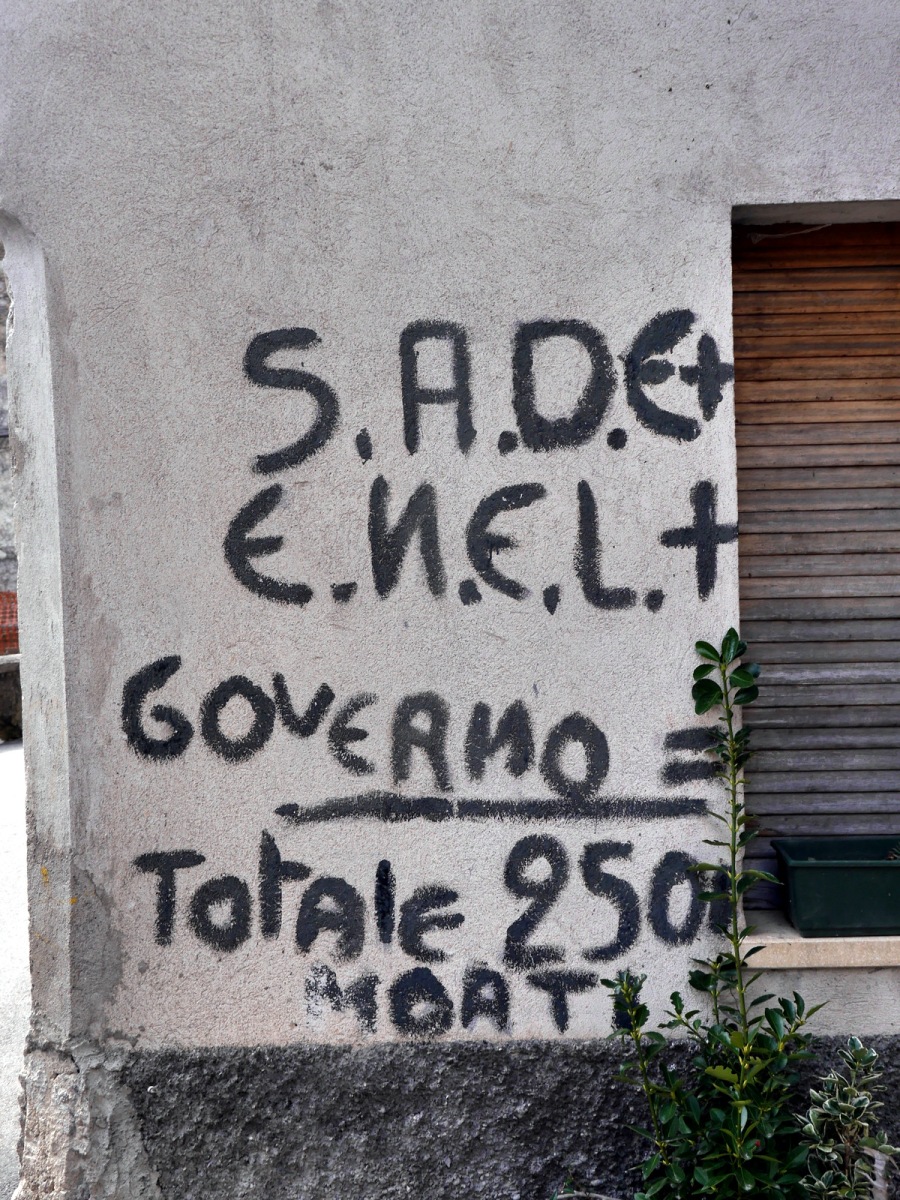 S.A.D.E+
E.N.E.L.+
GOVERNO =
TotAlE 2500
MORTI